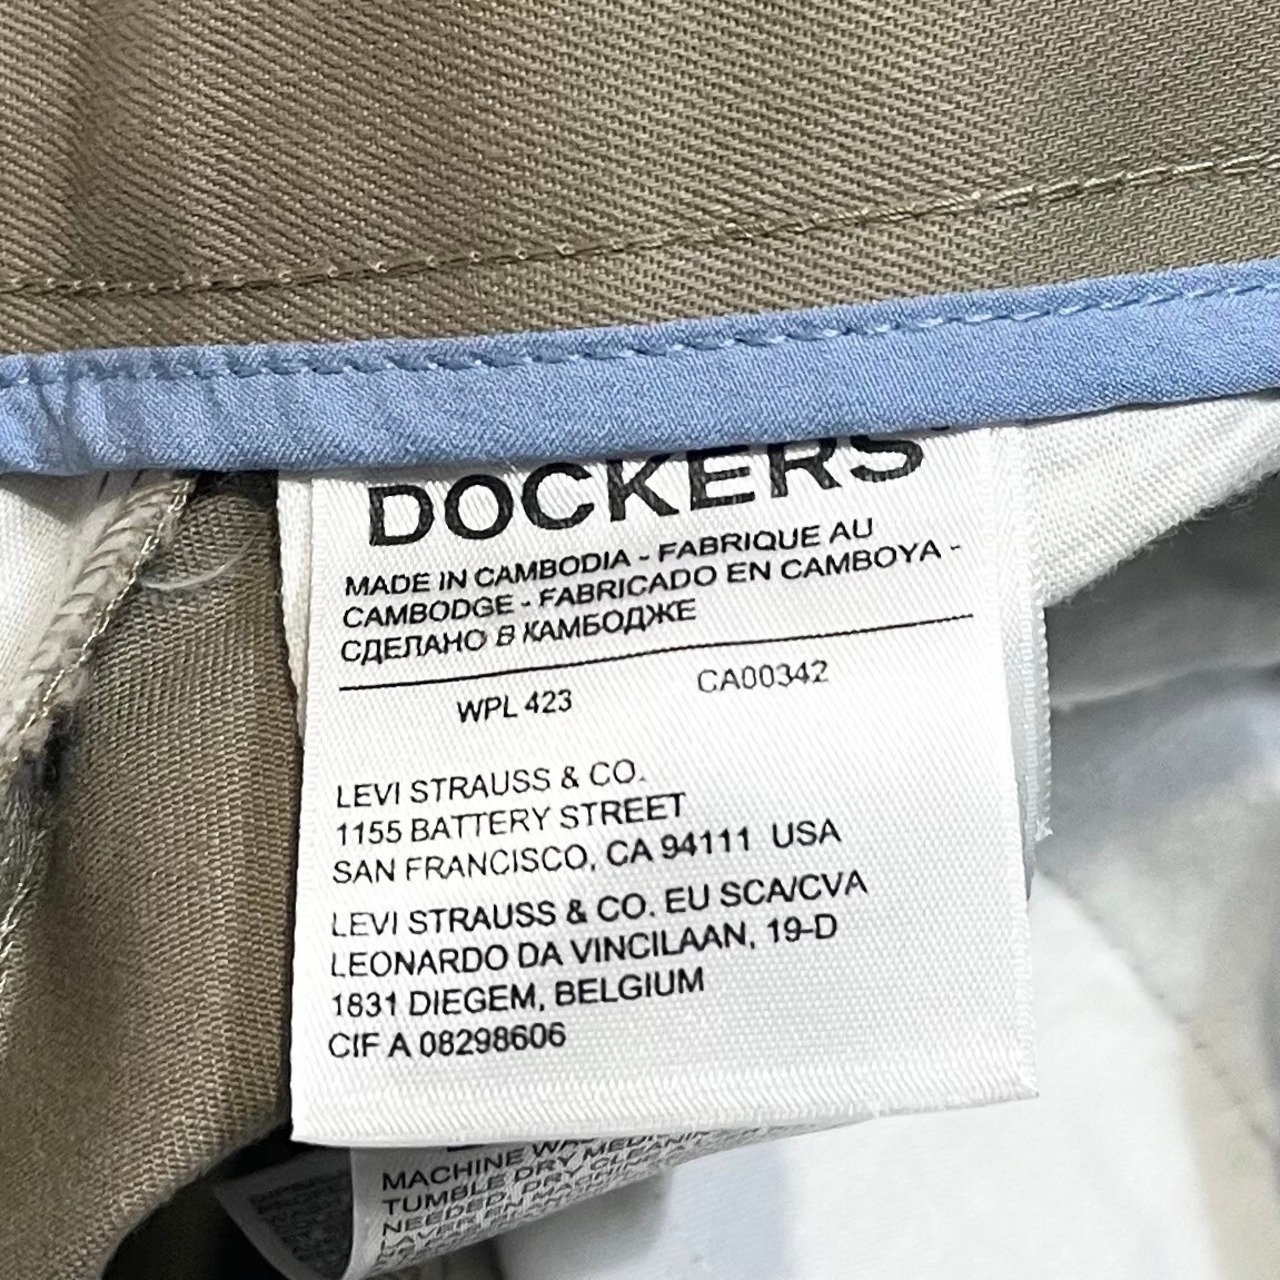 DOCKERS
MADE IN CAMBODIA - FABRIQUE AU
CAMBODGE - FABRICADO EN CAMBOYA -
СДЕЛАНО В КАМБОДЖЕ
WPL 423 CA00342
LEVI STRAUSS & CO.
1155 BATTERY STREET
SAN FRANCISCO, CA 94111 USA
LEVI STRAUSS & CO. EU SCA/CVA
LEONARDO DA VINCILAAN, 19-D
1831 DIEGEM, BELGIUM
CIF A 08298606
MACHINE
TUMBLE DRY
NEEDED. DRY